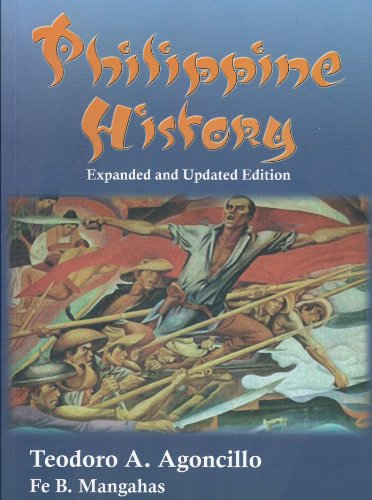 Philippine
History
Expanded and Updated Edition
Teodoro A. Agoncillo
Fe B. Mangahas